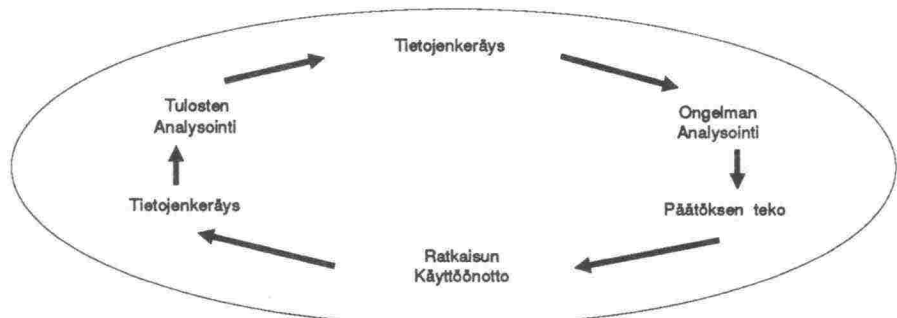 Tietojenkeräys
Tulosten
Analysointi
Ongelman
Analysointi
Tietojenkeräys
Päätöksen teko
Ratkaisun
Käyttöönotto